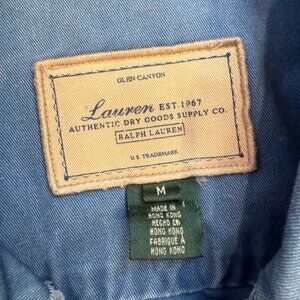 GLEN CANYON
Lauren EST. 1967
AUTHENTIC DRY GOODS SUPPLY CO.
RALPH LAUREN
U.S. TRADEMARK
M
MADE IN
HONG KONG
HECHO EN
HONG KONG
FABRIQUÉ À
HONG KONG